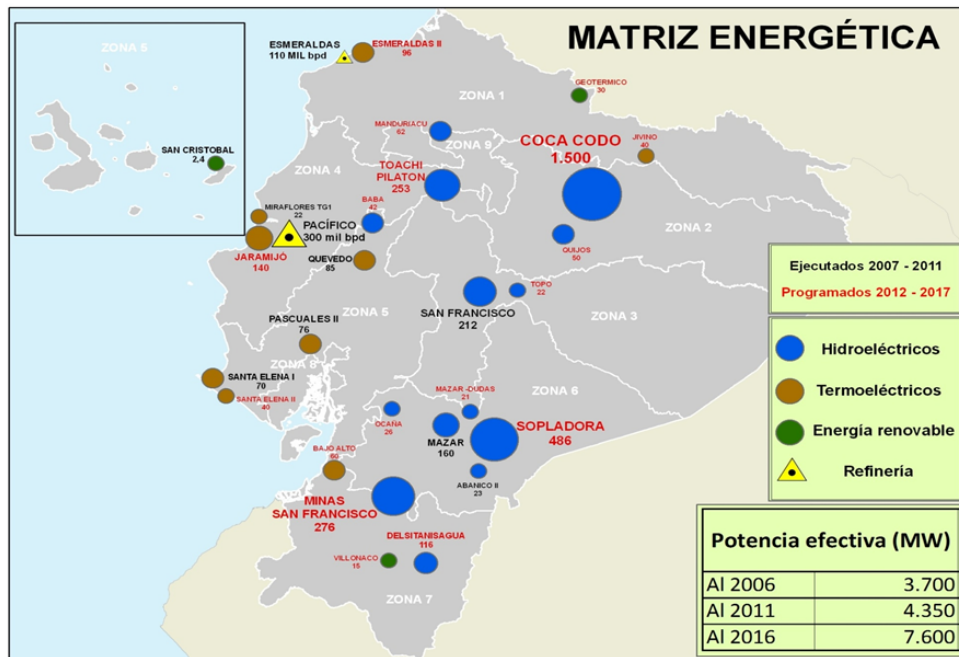 MATRIZ ENERGÉTICA
ZONA 5
ESMERALDAS
110 MIL bpd
ESMERALDAS II
96
GEOTERMICO
30
ZONA 1
MANDURIACU
62
ZONA 9
COCA CODO
1.500
JIVINO
40
SAN CRISTOBAL
2,4
ZONA 4
TOACHI
PILATON
253
MIRAFLORES TG1
22
BABA
42
PACÍFICO
300 mil bpd
JARAMIJÓ
140
QUEVEDO
85
QUIJOS
50
ZONA 2
TOPO
22
SAN FRANCISCO
212
ZONA 3
PASCUALES II
76
ZONA 5
ZONA 8
SANTA ELENA I
70
SANTA ELENA II
40
MAZAR -DUDAS
21
ZONA 6
OCAÑA
26
MAZAR
160
SOPLADORA
486
BAJO ALTO
ABANICO II
23
MINAS
SAN FRANCISCO
276
DELSITANISAGUA
116
VILLONACO
15
ZONA 7
Ejecutados 2007 - 2011
Programados 2012 - 2017
Hidroeléctricos
Termoeléctricos
Energía renovable
Refinería
Potencia efectiva (MW)
Al 2006 3.700
Al 2011 4.350
Al 2016 7.600